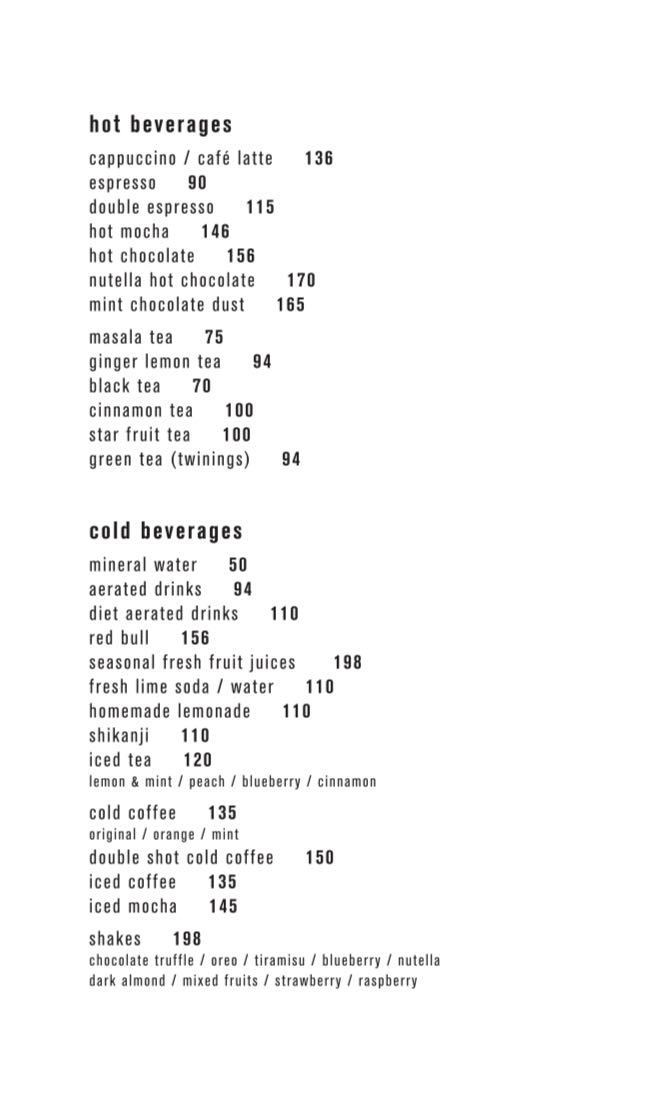 hot beverages
cappuccino / café latte 136
espresso 90
double espresso 115
hot mocha 146
hot chocolate 156
nutella hot chocolate 170
mint chocolate dust 165
masala tea 75
ginger lemon tea 94
black tea 70
cinnamon tea 100
star fruit tea 100
green tea (twinings) 94
cold beverages
mineral water 50
aerated drinks 94
diet aerated drinks 110
red bull 156
seasonal fresh fruit juices 198
fresh lime soda / water 110
homemade lemonade 110
shikanji 110
iced tea 120
lemon & mint / peach / blueberry / cinnamon
cold coffee 135
original / orange / mint
double shot cold coffee 150
iced coffee 135
iced mocha 145
shakes 198
chocolate truffle / oreo / tiramisu / blueberry / nutella
dark almond / mixed fruits / strawberry / raspberry